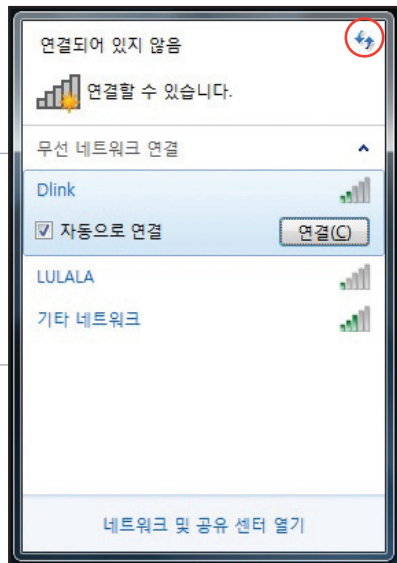 연결되어 있지 않음
연결할 수 있습니다.
무선 네트워크 연결
Dlink
자동으로 연결 연결(C)
LULALA
기타 네트워크
네트워크 및 공유 센터 열기